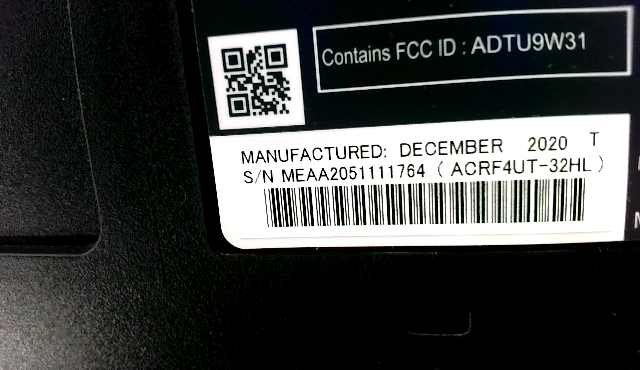 Contains FCC ID : ADTU9W31
MANUFACTURED: DECEMBER 2020 T
S/N MEAA2051111764 ( ACRF4UT-32HL )